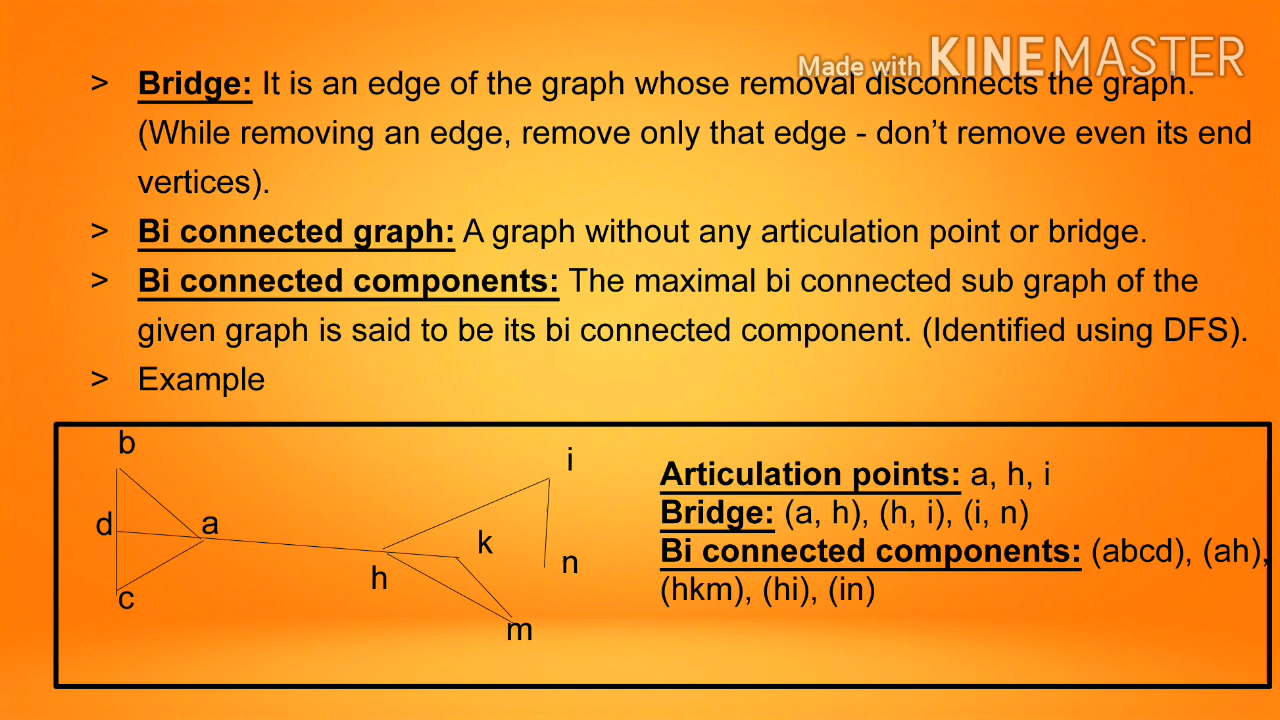 Made with KINEMASTER
> Bridge: It is an edge of the graph whose removal disconnects the graph.
(While removing an edge, remove only that edge - don’t remove even its end
vertices).
> Bi connected graph: A graph without any articulation point or bridge.
> Bi connected components: The maximal bi connected sub graph of the
given graph is said to be its bi connected component. (Identified using DFS).
> Example
b
i
d
a
k
n
h
c
m
Articulation points: a, h, i
Bridge: (a, h), (h, i), (i, n)
Bi connected components: (abcd), (ah),
(hkm), (hi), (in)